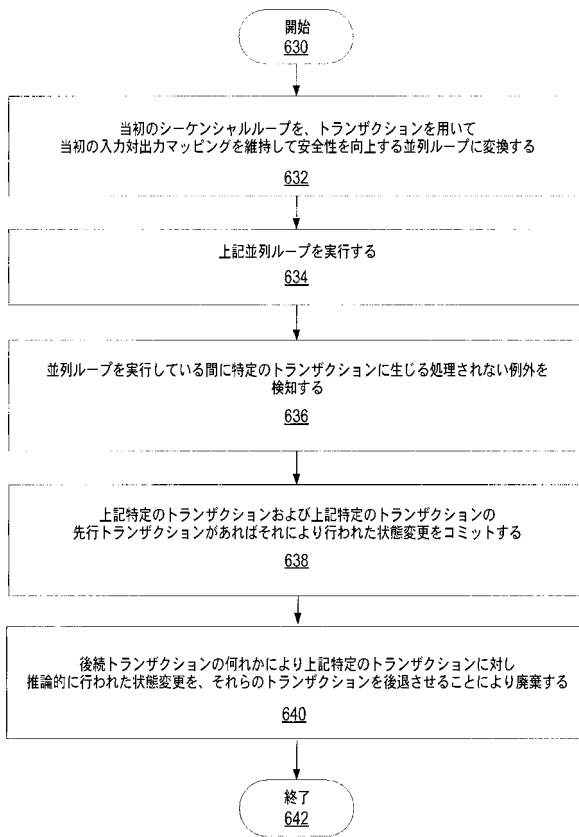 開始
630
当初のシーケンシャルループを、トランザクションを用いて
当初の入力対出力マッピングを維持して安全性を向上する並列ループに変換する
632
上記並列ループを実行する
634
並列ループを実行している間に特定のトランザクションに生じる処理されない例外を
検知する
636
上記特定のトランザクションおよび上記特定のトランザクションの
先行トランザクションがあればそれにより行われた状態変更をコミットする
638
後続トランザクションの何れかにより上記特定のトランザクションに対し
推論的に行われた状態変更を、それらのトランザクションを後退させることにより廃棄する
640
終了
642